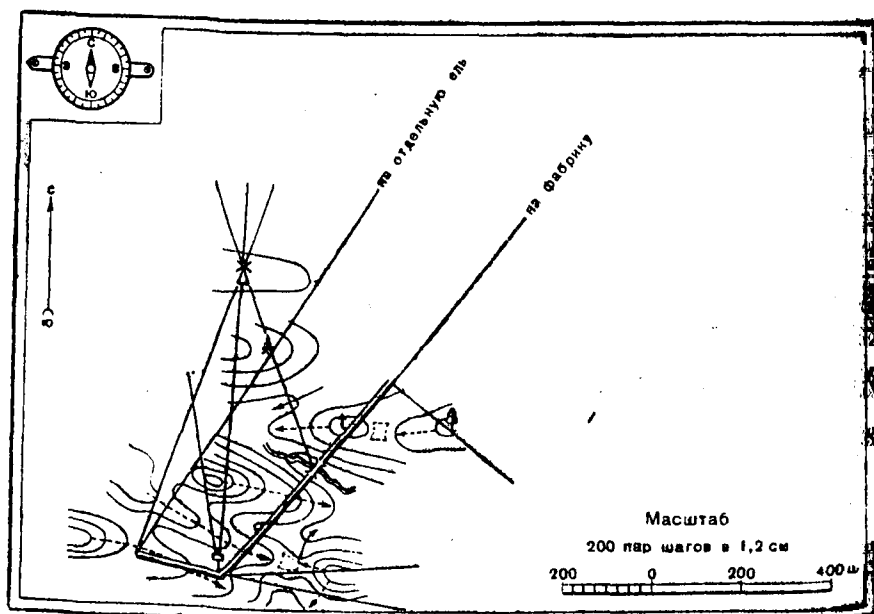 С
В В
Ю
на отдельную ель
на фабрику
с
ю
Масштаб
200 пар шагов в 1,2 см
200 0 200 400 ш